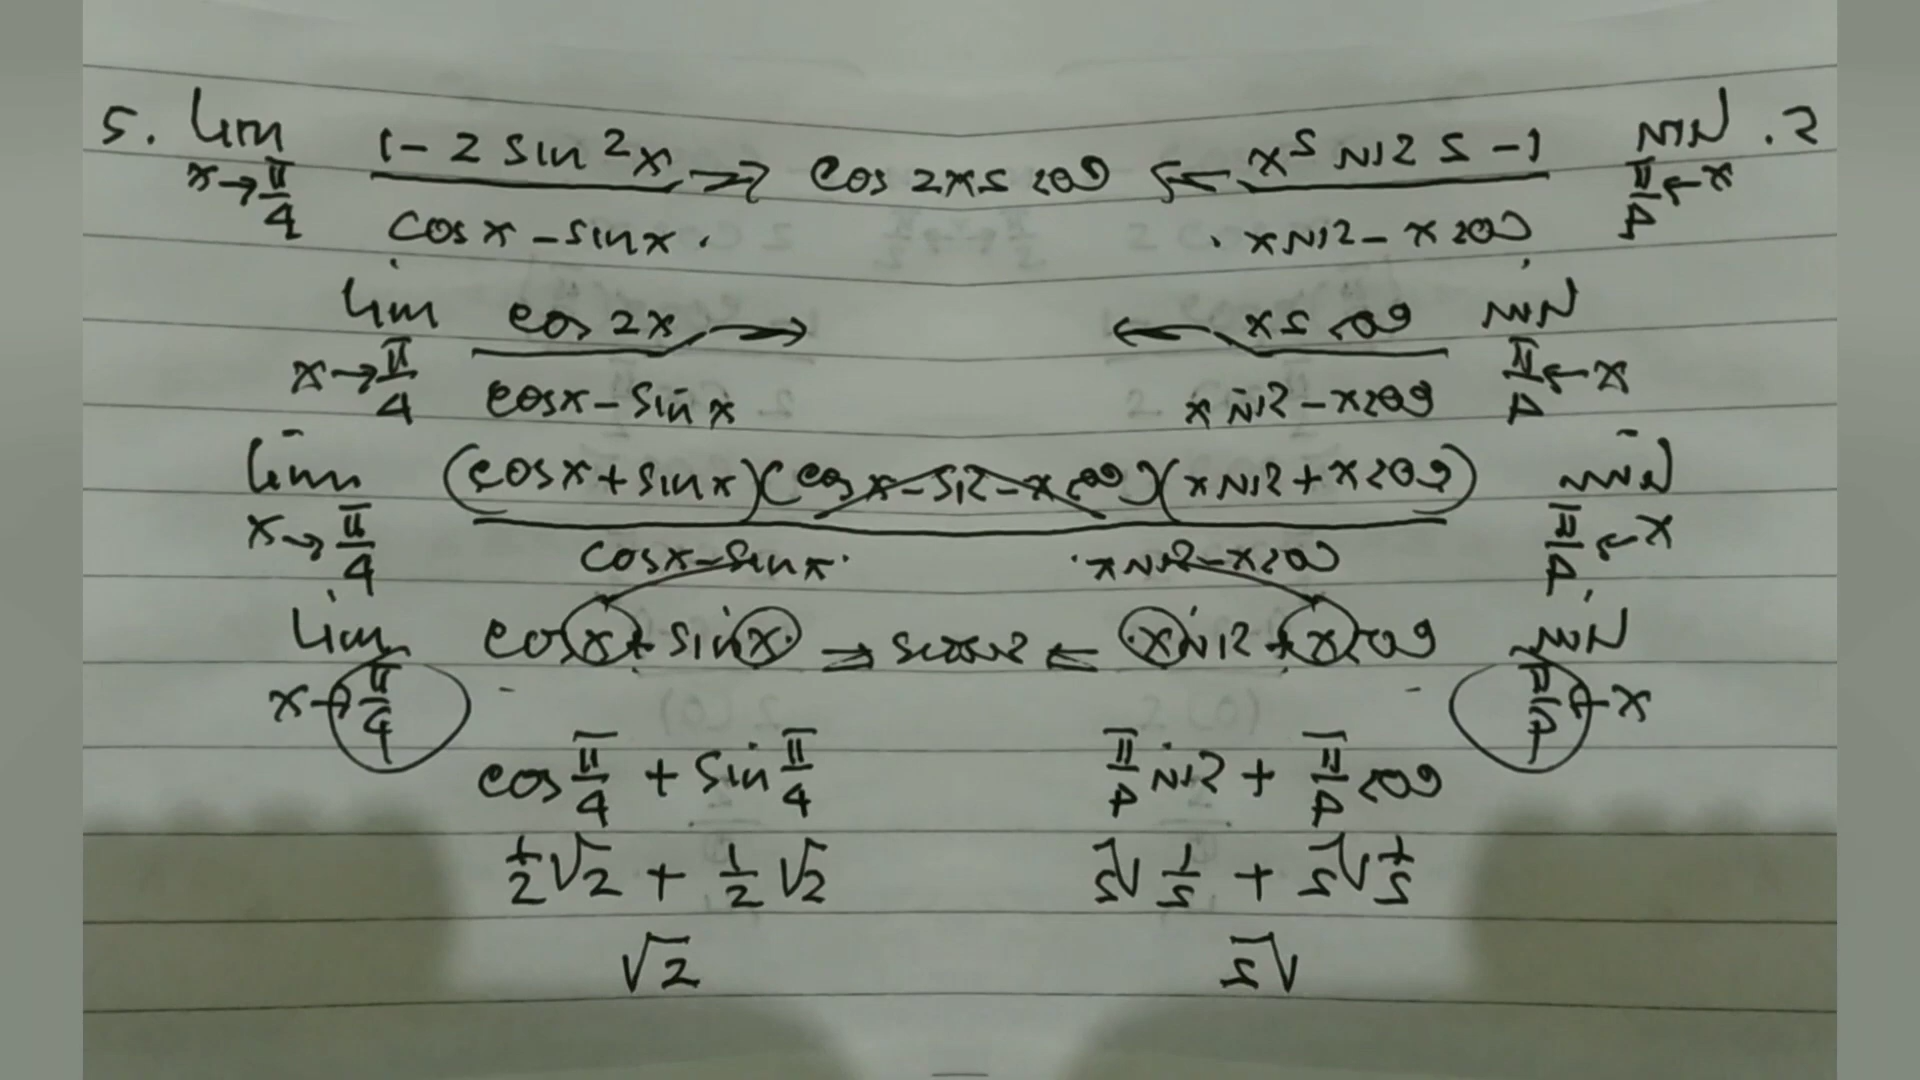 5. lim x→π/4 (1 - 2 sin²x)/(cos x - sin x) → cos 2x
lim x→π/4 cos 2x/(cos x - sin x) →
lim x→π/4 (cos x + sin x)(cos x - si/(cos x - sin x)
lim x→π/4 cos x + sin x. ⇒
cos π/4 + sin π/4
1/2 √2 + 1/2 √2
√2